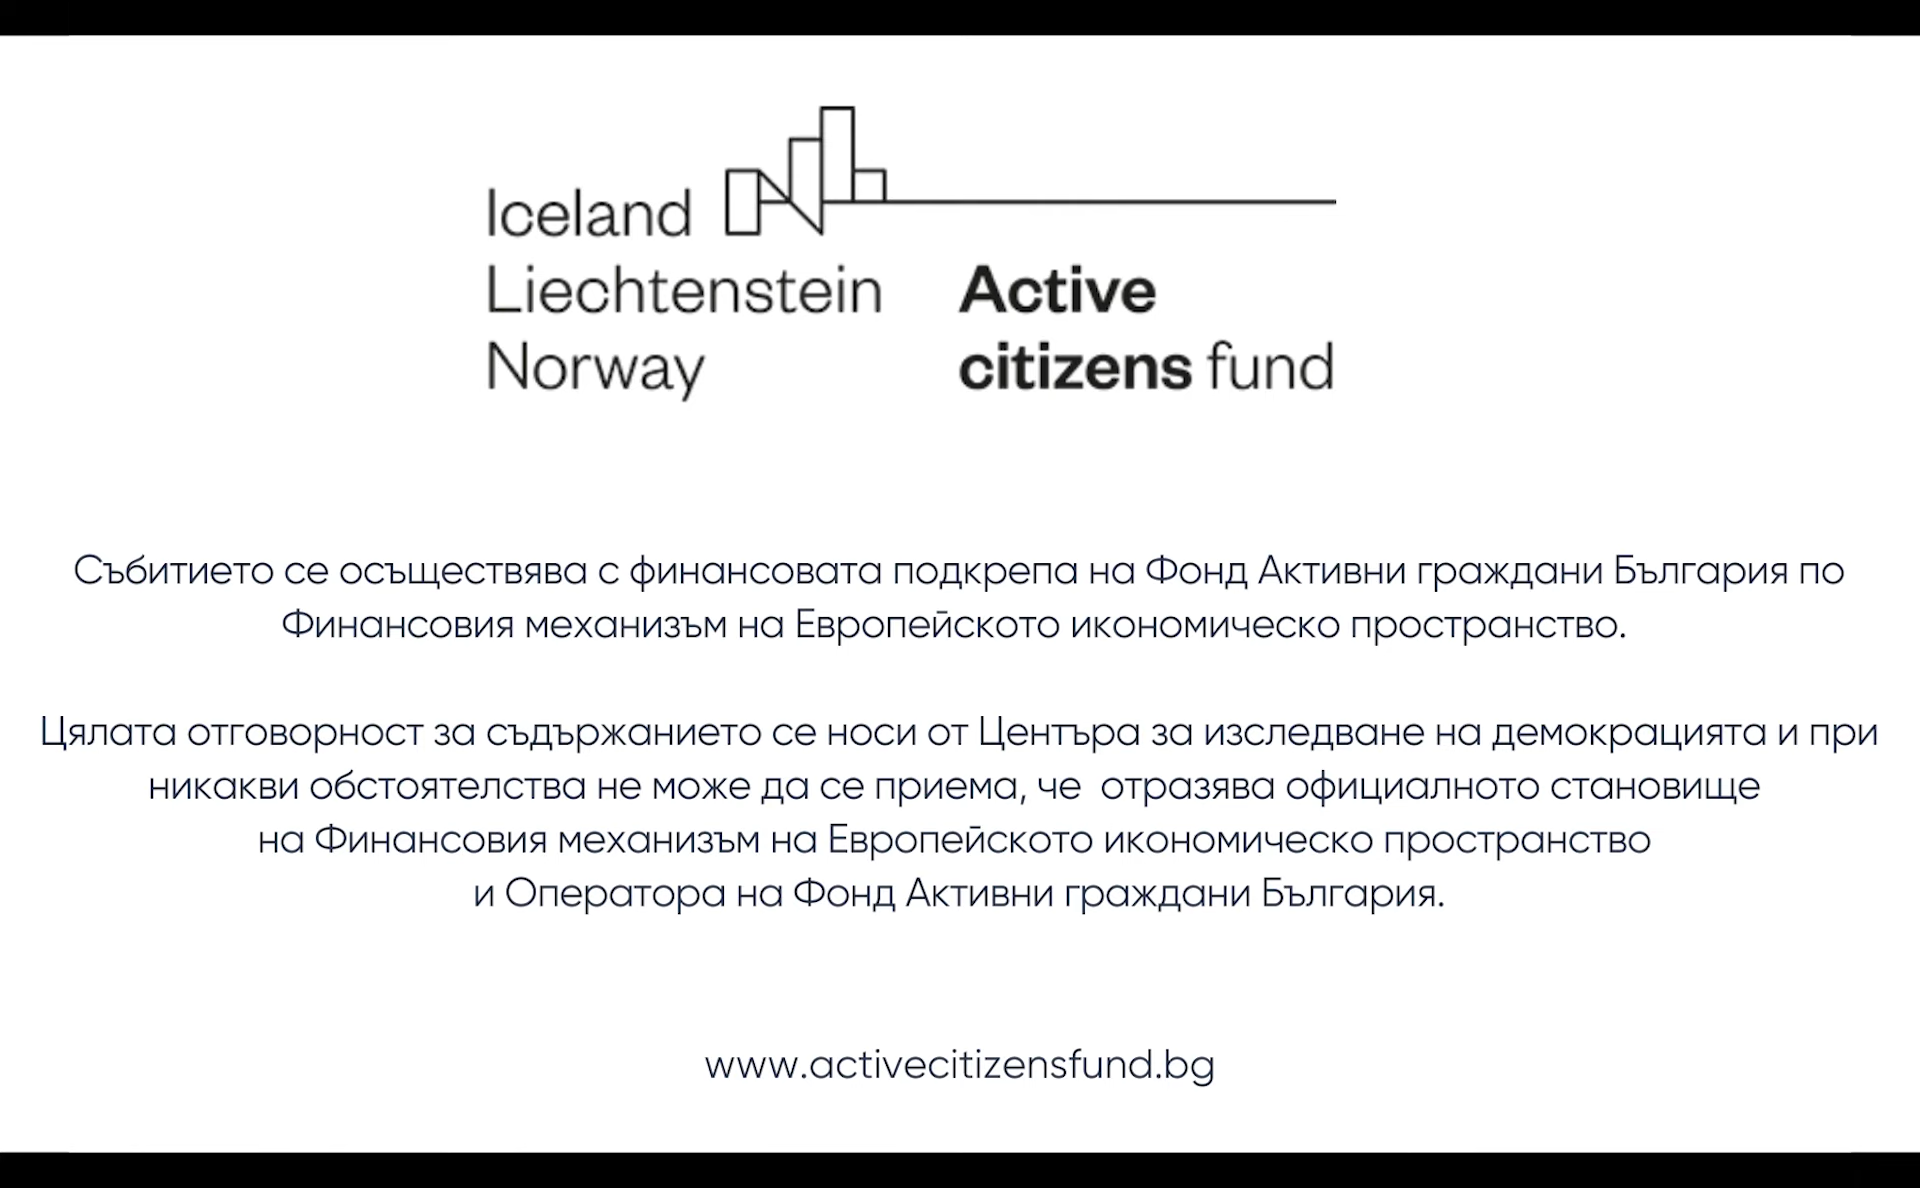 Iceland
Liechtenstein
Norway
Active
citizens fund
Събитието се осъществява с финансовата подкрепа на Фонд Активни граждани България по
Финансовия механизъм на Европейското икономическо пространство.
Цялата отговорност за съдържанието се носи от Центъра за изследване на демокрацията и при
никакви обстоятелства не може да се приема, че отразява официалното становище
на Финансовия механизъм на Европейското икономическо пространство
и Оператора на Фонд Активни граждани България.
www.activecitizensfund.bg